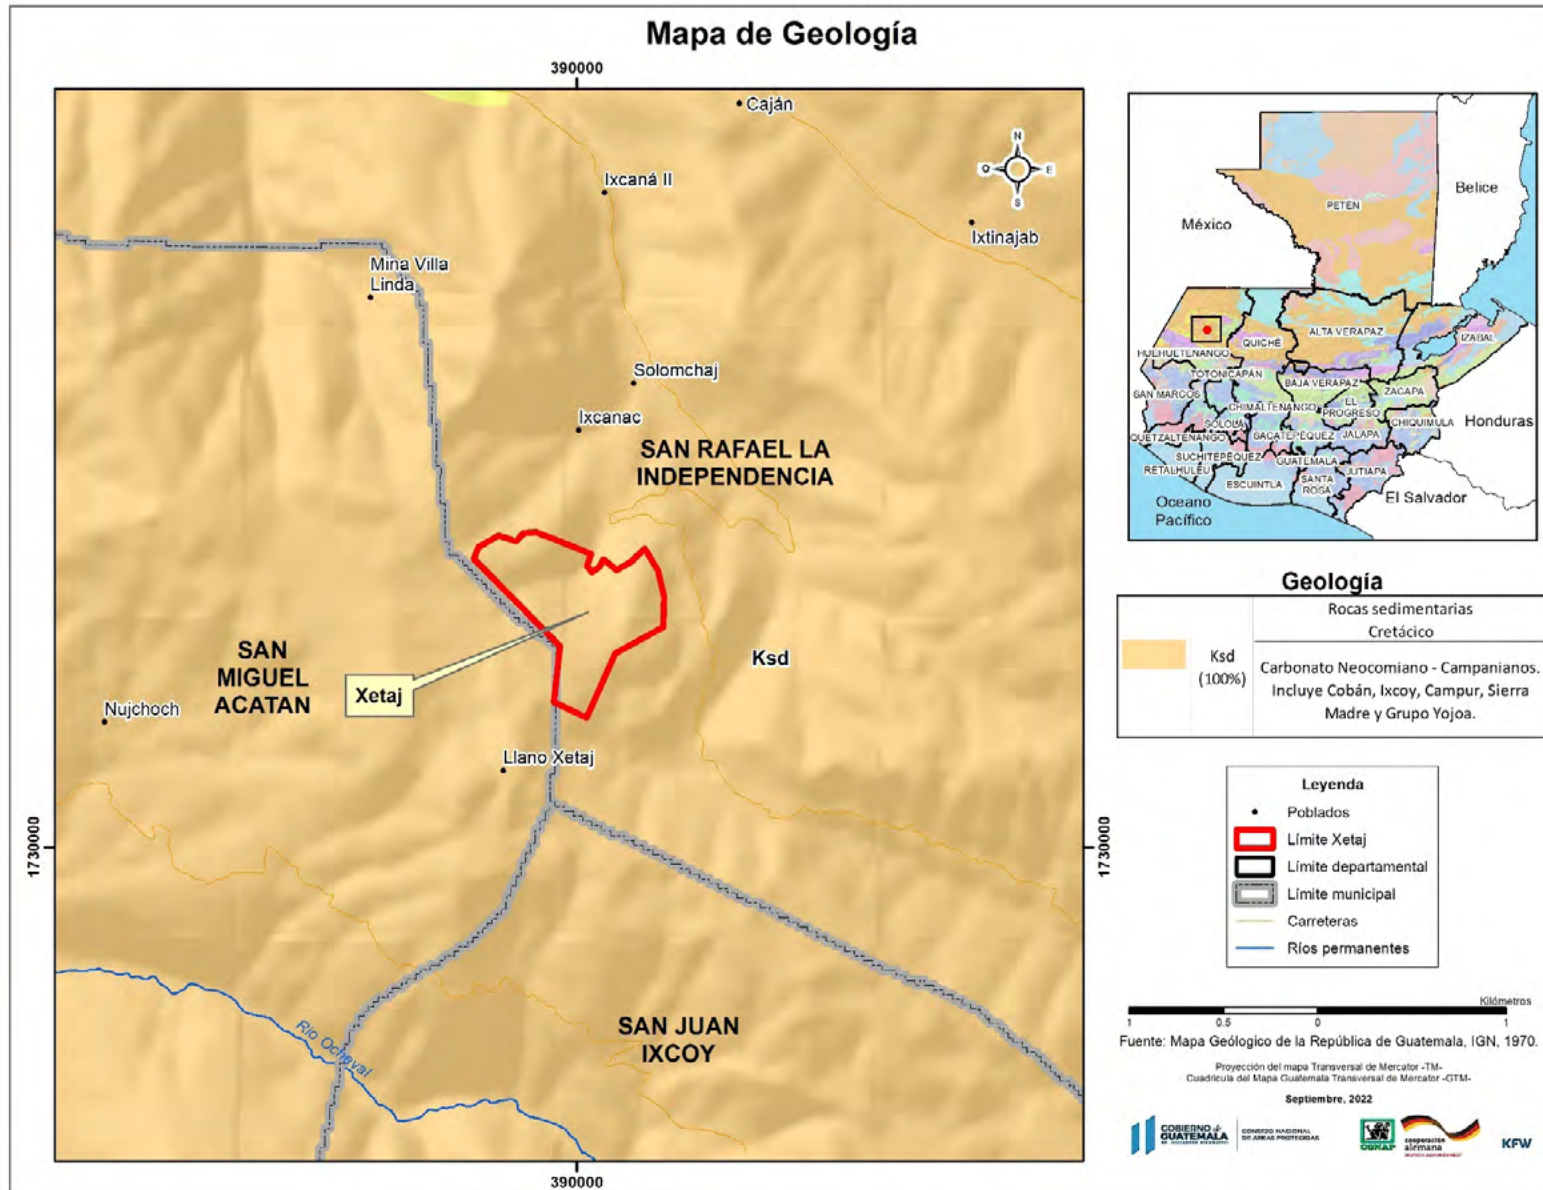 Mapa de Geología
390000
Caján
Ixcaná II
N
O
E
S
Ixtinajab
Mina Villa
Linda
Solomchaj
Ixcanac
SAN RAFAEL LA
INDEPENDENCIA
SAN
MIGUEL
ACATAN
Ksd
Xetaj
Nujchoch
Llano Xetaj
1730000
1730000
SAN JUAN
IXCOY
Río Ocheval
390000
México
Belice
PETÉN
HUEHUETENANGO
QUICHÉ
ALTA VERAPAZ
IZABAL
TOTONICAPÁN
BAJA VERAPAZ
ZACAPA
SAN MARCOS
CHIMALTENANGO
EL
PROGRESO
SOLOLÁ
CHIQUIMULA
Honduras
QUETZALTENANGO
SACATEPÉQUEZ
JALAPA
SUCHITEPÉQUEZ
GUATEMALA
RETALHULEU
JUTIAPA
ESCUINTLA
SANTA
ROSA
El Salvador
Oceano
Pacífico
Geología
Rocas sedimentarias
Cretácico
Ksd
(100%)
Carbonato Neocomiano - Campanianos.
Incluye Cobán, Ixcoy, Campur, Sierra
Madre y Grupo Yojoa.
Leyenda
Poblados
Límite Xetaj
Límite departamental
Límite municipal
Carreteras
Ríos permanentes
Kilómetros
1 0.5 0 1
Fuente: Mapa Geólogico de la República de Guatemala, IGN, 1970.
Proyección del mapa Transversal de Mercator -TM-
Cuadricula del Mapa Guatemala Transversal de Mercator -GTM-
Septiembre, 2022
GOBIERNO de
GUATEMALA
CONSEJO NACIONAL
DE ÁREAS PROTEGIDAS
CONAP
cooperación
alemana
KFW